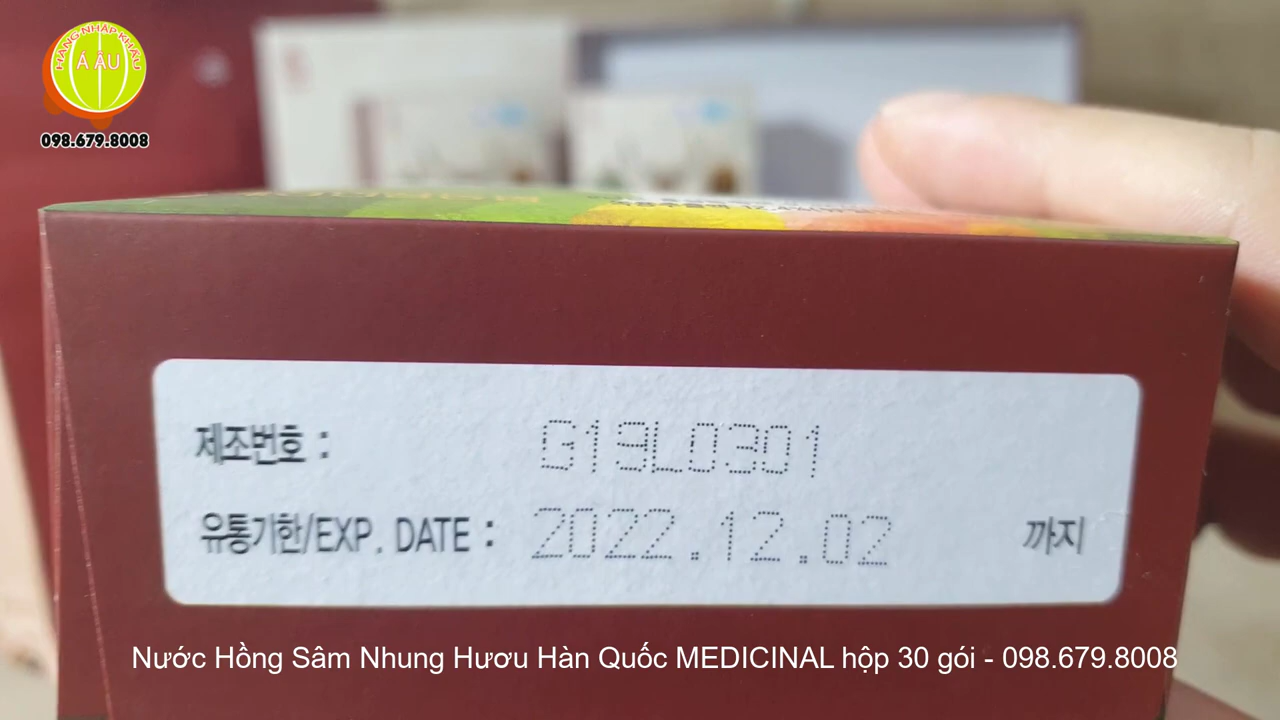 HÀNG NHẬP KHẨU
Á ÂU
098.679.8008
제조번호 : G19L0301
유통기한/EXP. DATE : 2022.12.02 까지
Nước Hồng Sâm Nhung Hươu Hàn Quốc MEDICINAL hộp 30 gói - 098.679.8008